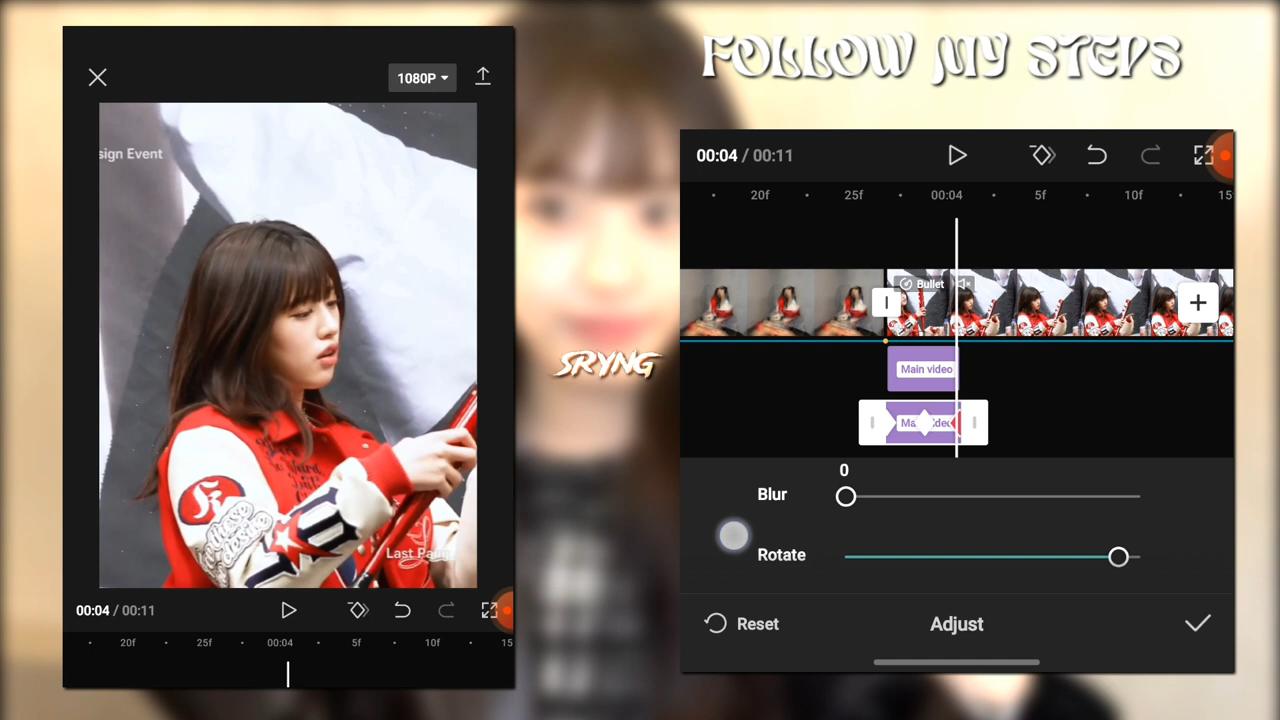 FOLLOW MY STEPS
1080P
sign Event
Last Pang
00:04 / 00:11
20f 25f 00:04 5f 10f 15
SRYNG
00:04 / 00:11
20f 25f 00:04 5f 10f 15
Bullet
Main video
0
Blur
Rotate
Reset Adjust